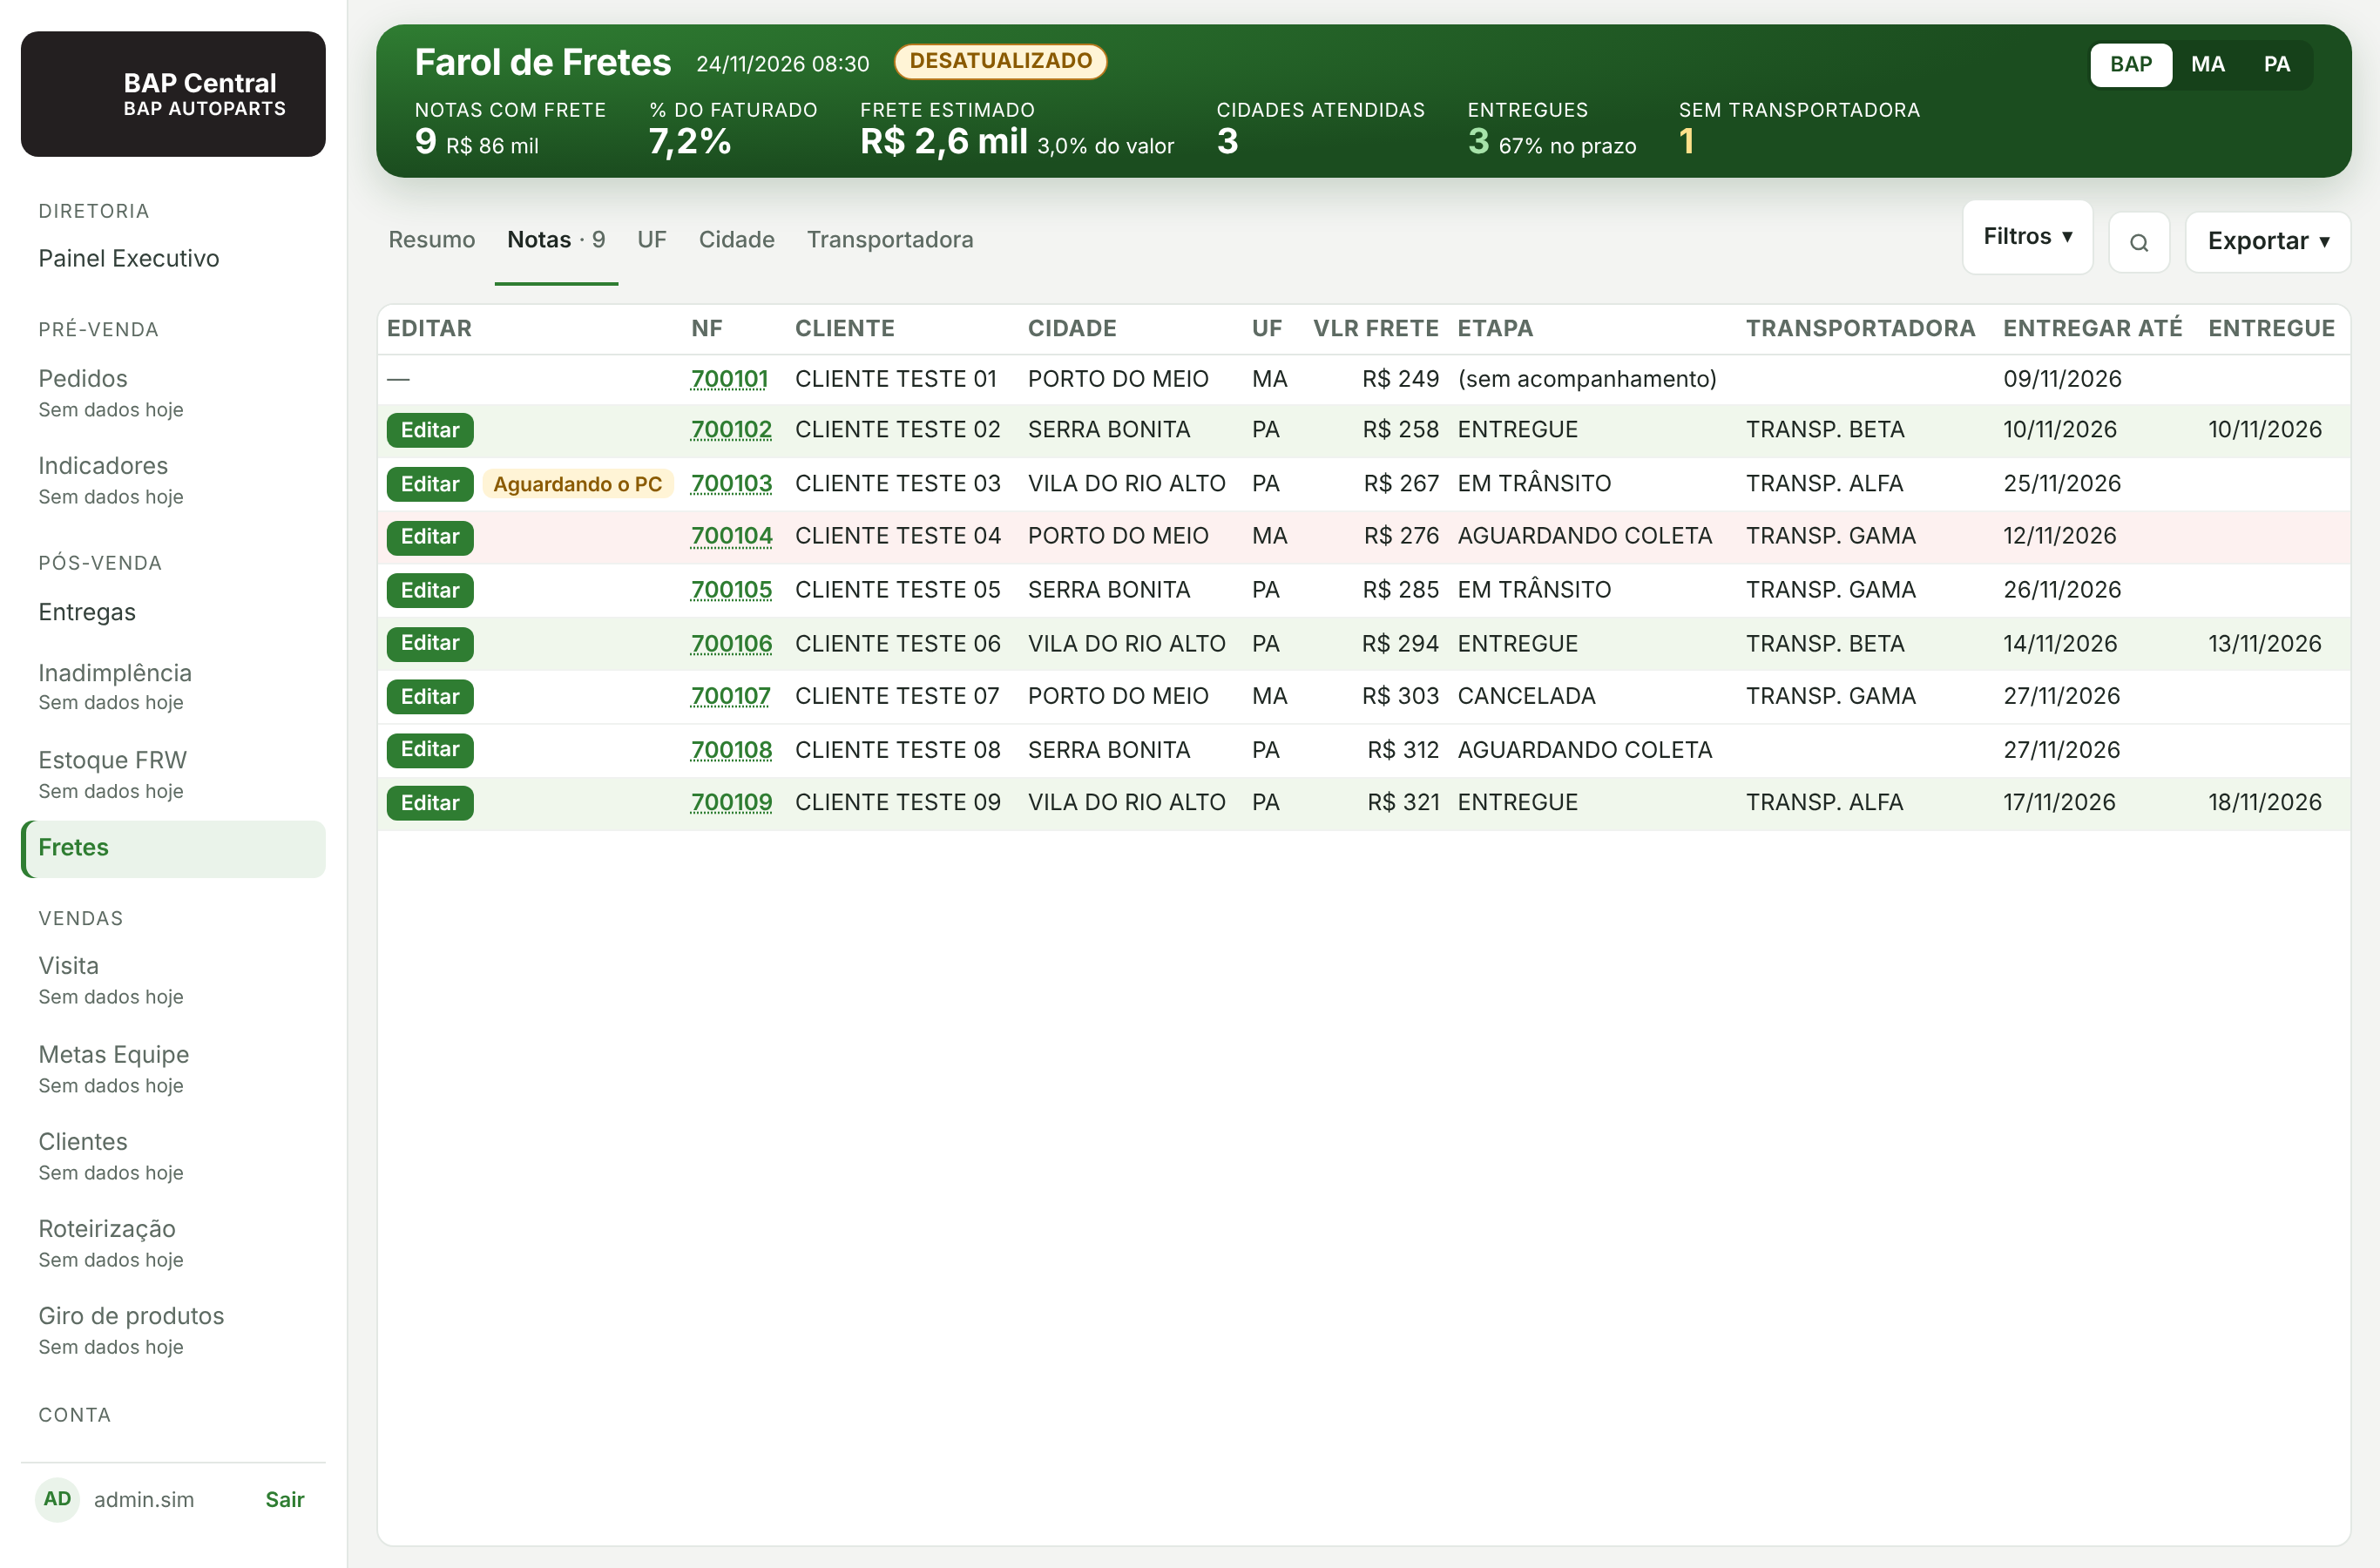 BAP Central
BAP AUTOPARTS
DIRETORIA
Painel Executivo
PRÉ-VENDA
Pedidos
Sem dados hoje
Indicadores
Sem dados hoje
PÓS-VENDA
Entregas
Inadimplência
Sem dados hoje
Estoque FRW
Sem dados hoje
Fretes
VENDAS
Visita
Sem dados hoje
Metas Equipe
Sem dados hoje
Clientes
Sem dados hoje
Roteirização
Sem dados hoje
Giro de produtos
Sem dados hoje
CONTA
AD admin.sim Sair
Farol de Fretes 24/11/2026 08:30 DESATUALIZADO BAP MA PA
NOTAS COM FRETE % DO FATURADO FRETE ESTIMADO CIDADES ATENDIDAS ENTREGUES SEM TRANSPORTADORA
9 R$ 86 mil 7,2% R$ 2,6 mil 3,0% do valor 3 3 67% no prazo 1
Resumo Notas · 9 UF Cidade Transportadora Filtros ▾ Exportar ▾
EDITAR NF CLIENTE CIDADE UF VLR FRETE ETAPA TRANSPORTADORA ENTREGAR ATÉ ENTREGUE
— 700101 CLIENTE TESTE 01 PORTO DO MEIO MA R$ 249 (sem acompanhamento) 09/11/2026
Editar 700102 CLIENTE TESTE 02 SERRA BONITA PA R$ 258 ENTREGUE TRANSP. BETA 10/11/2026 10/11/2026
Editar Aguardando o PC 700103 CLIENTE TESTE 03 VILA DO RIO ALTO PA R$ 267 EM TRÂNSITO TRANSP. ALFA 25/11/2026
Editar 700104 CLIENTE TESTE 04 PORTO DO MEIO MA R$ 276 AGUARDANDO COLETA TRANSP. GAMA 12/11/2026
Editar 700105 CLIENTE TESTE 05 SERRA BONITA PA R$ 285 EM TRÂNSITO TRANSP. GAMA 26/11/2026
Editar 700106 CLIENTE TESTE 06 VILA DO RIO ALTO PA R$ 294 ENTREGUE TRANSP. BETA 14/11/2026 13/11/2026
Editar 700107 CLIENTE TESTE 07 PORTO DO MEIO MA R$ 303 CANCELADA TRANSP. GAMA 27/11/2026
Editar 700108 CLIENTE TESTE 08 SERRA BONITA PA R$ 312 AGUARDANDO COLETA 27/11/2026
Editar 700109 CLIENTE TESTE 09 VILA DO RIO ALTO PA R$ 321 ENTREGUE TRANSP. ALFA 17/11/2026 18/11/2026